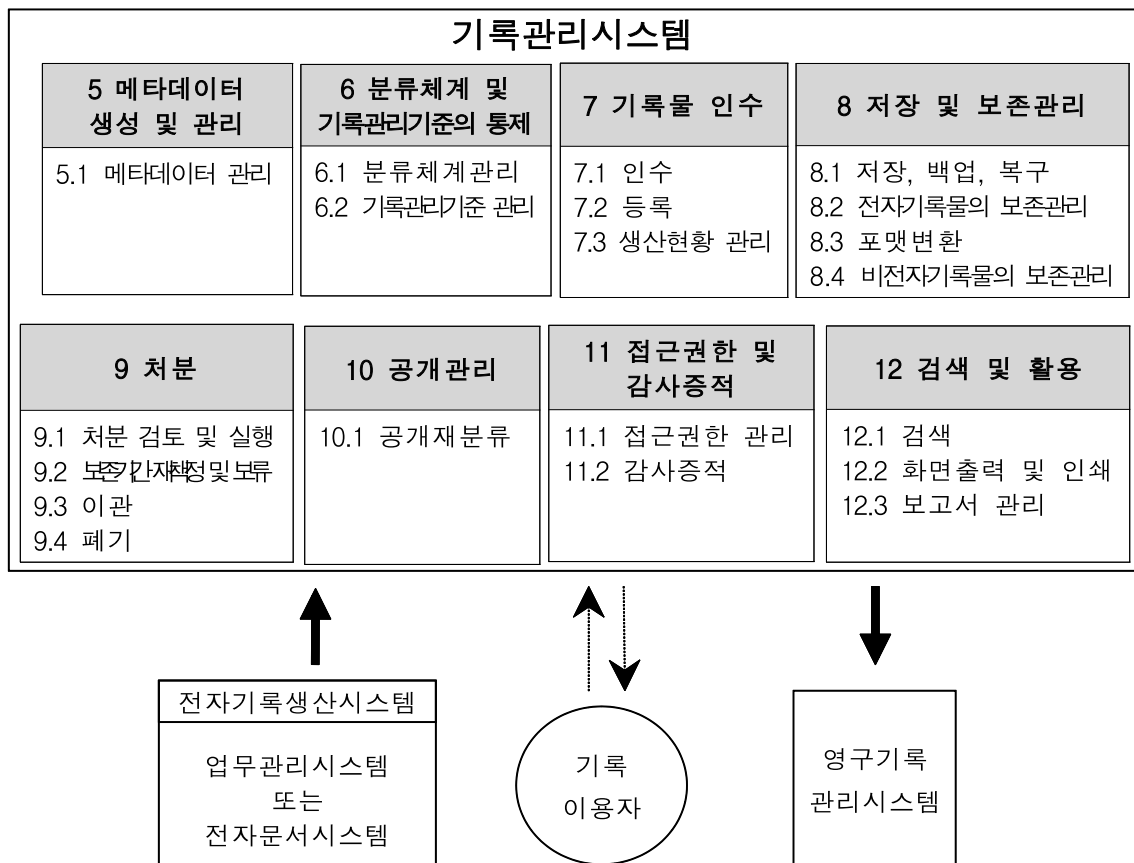 기록관리시스템
5 메타데이터
생성 및 관리
5.1 메타데이터 관리
6 분류체계 및
기록관리기준의 통제
6.1 분류체계관리
6.2 기록관리기준 관리
7 기록물 인수
7.1 인수
7.2 등록
7.3 생산현황 관리
8 저장 및 보존관리
8.1 저장, 백업, 복구
8.2 전자기록물의 보존관리
8.3 포맷변환
8.4 비전자기록물의 보존관리
9 처분
9.1 처분 검토 및 실행
9.2 보존기간재책정및보류
9.3 이관
9.4 폐기
10 공개관리
10.1 공개재분류
11 접근권한 및
감사증적
11.1 접근권한 관리
11.2 감사증적
12 검색 및 활용
12.1 검색
12.2 화면출력 및 인쇄
12.3 보고서 관리
전자기록생산시스템
업무관리시스템
또는
전자문서시스템
기록
이용자
영구기록
관리시스템